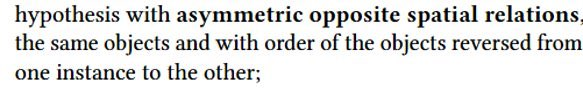 hypothesis with asymmetric opposite spatial relations,
the same objects and with order of the objects reversed from
one instance to the other;